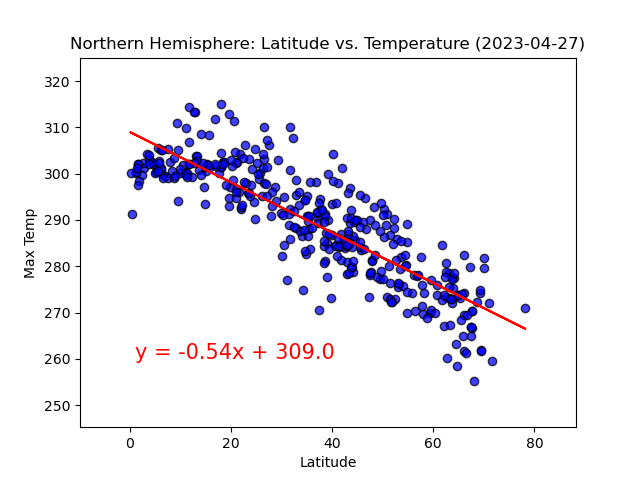 Northern Hemisphere: Latitude vs. Temperature (2023-04-27)
320
310
300
290
280
270
260
250
Max Temp
y = -0.54x + 309.0
0 20 40 60 80
Latitude